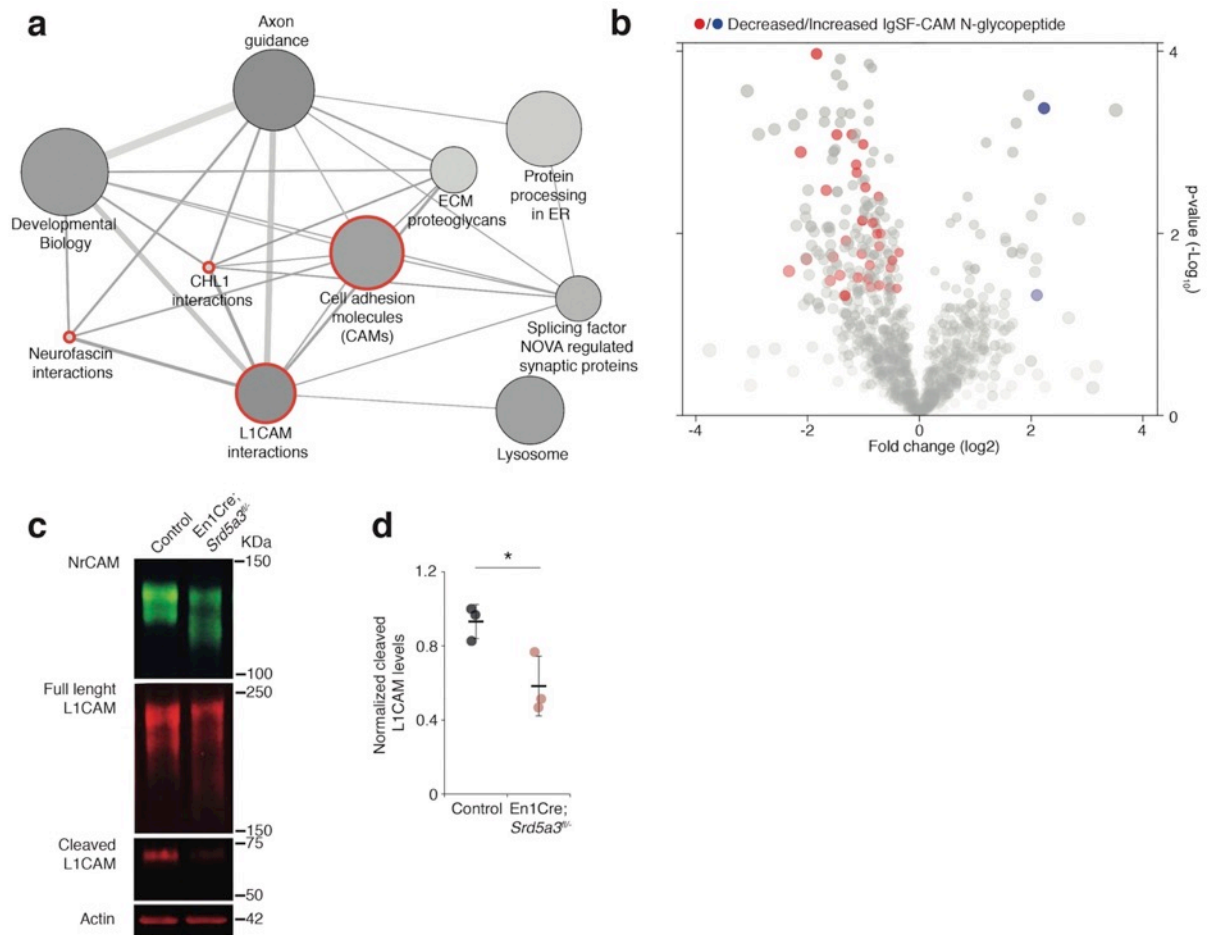 a
Axon
guidance
Developmental
Biology
ECM
proteoglycans
Protein
processing
in ER
CHL1
interactions
Cell adhesion
molecules
(CAMs)
Neurofascin
interactions
Splicing factor
NOVA regulated
synaptic proteins
L1CAM
interactions
Lysosome
b
/ Decreased/Increased IgSF-CAM N-glycopeptide
4
2
0
p-value (-Log10)
-4
-2
0
2
4
Fold change (log2)
c
Control
En1Cre;
Srd5a3fl/-
KDa
NrCAM
150
100
Full lenght
L1CAM
250
150
Cleaved
L1CAM
75
50
Actin
42
d
*
1.2
0.8
0.4
0
Normalized cleaved
L1CAM levels
Control
En1Cre;
Srd5a3fl/-